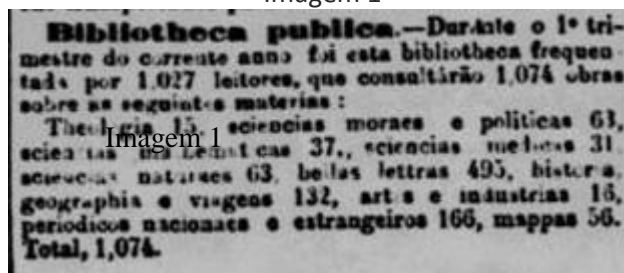 Imagem 1
Bibliotheca publica.—Durante o 1º tri-
mestre do corrente anno foi esta bibliotheca frequen
tada por 1,027 leitores, que consultárão 1,074 obras
sobre as seguintes materias :
Theologia 15, sciencias moraes e politicas 63,
Imagem 1
sciencias 37,, sciencias medicas 31
sciencias naturaes 63, bellas lettras 495, historia,
geographia e viagens 132, artes e industrias 16,
periodicos nacionaes e estrangeiros 166, mappas 56.
Total, 1,074.